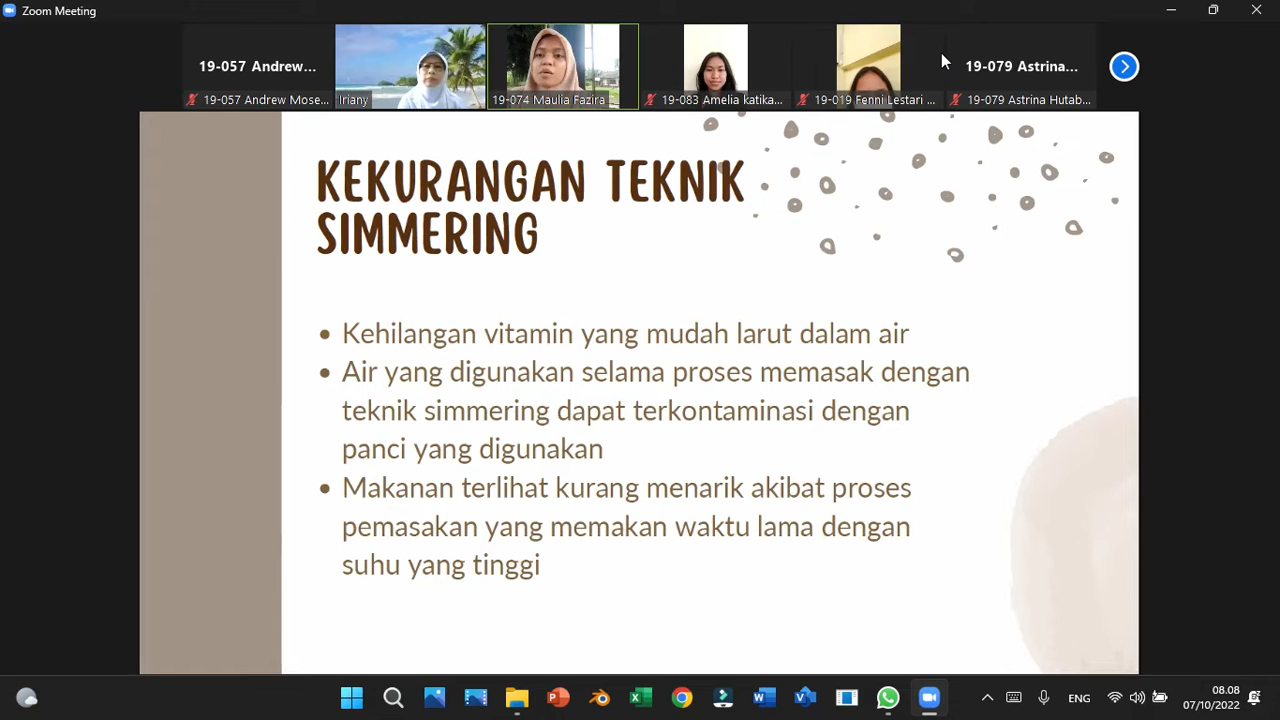 Zoom Meeting
19-057 Andrew...
19-079 Astrina...
19-057 Andrew Mose...
Iriany
19-074 Maulia Fazira
19-083 Amelia katika...
19-019 Fenni Lestari ...
19-079 Astrina Hutab...
KEKURANGAN TEKNIK
SIMMERING
• Kehilangan vitamin yang mudah larut dalam air
• Air yang digunakan selama proses memasak dengan
teknik simmering dapat terkontaminasi dengan
panci yang digunakan
• Makanan terlihat kurang menarik akibat proses
pemasakan yang memakan waktu lama dengan
suhu yang tinggi
ENG
08.08
07/10/2022